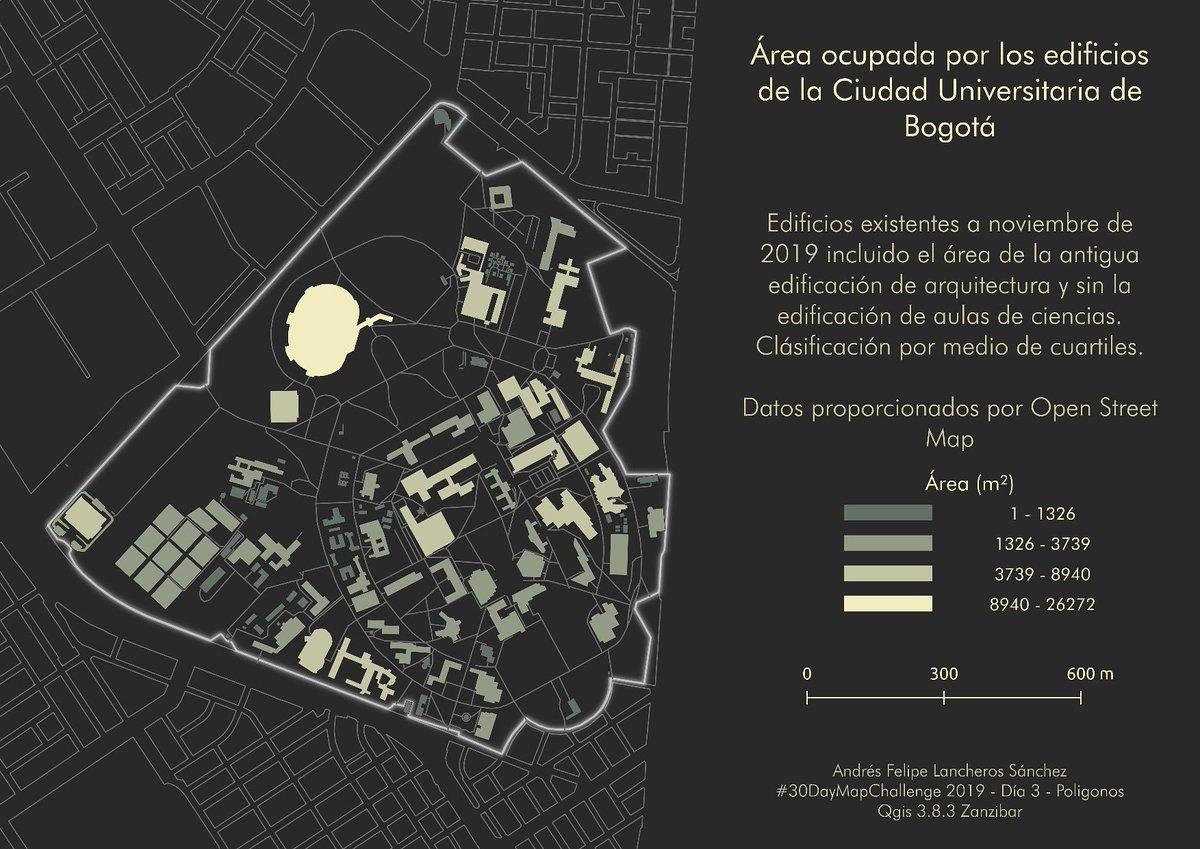 Área ocupada por los edificios
de la Ciudad Universitaria de
Bogotá
Edificios existentes a noviembre de
2019 incluido el área de la antigua
edificación de arquitectura y sin la
edificación de aulas de ciencias.
Clásificación por medio de cuartiles.
Datos proporcionados por Open Street
Map
Área (m²)
1 - 1326
1326 - 3739
3739 - 8940
8940 - 26272
0 300 600 m
Andrés Felipe Lancheros Sánchez
#30DayMapChallenge 2019 - Día 3 - Poligonos
Qgis 3.8.3 Zanzibar